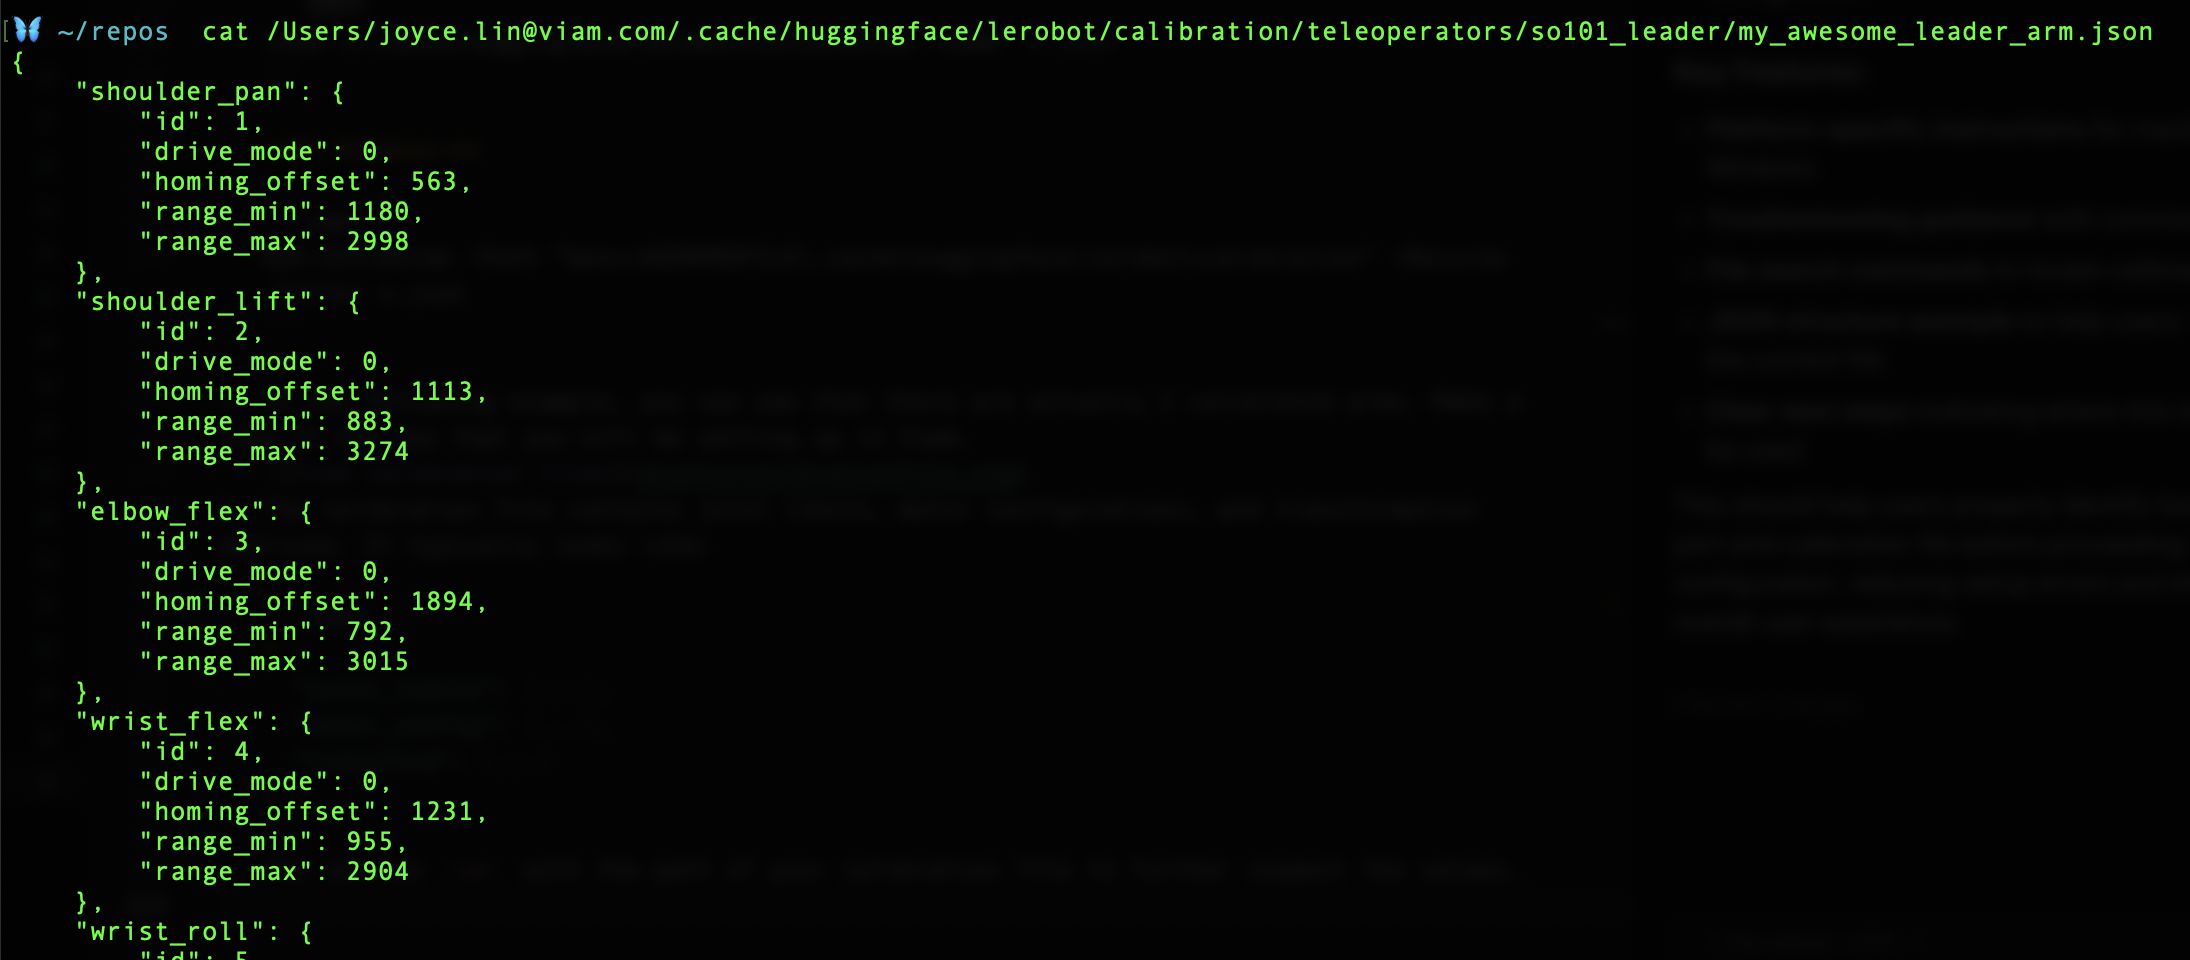 ~/repos  cat /Users/joyce.lin@viam.com/.cache/huggingface/lerobot/calibration/teleoperators/so101_leader/my_awesome_leader_arm.json
{
    "shoulder_pan": {
        "id": 1,
        "drive_mode": 0,
        "homing_offset": 563,
        "range_min": 1180,
        "range_max": 2998
    },
    "shoulder_lift": {
        "id": 2,
        "drive_mode": 0,
        "homing_offset": 1113,
        "range_min": 883,
        "range_max": 3274
    },
    "elbow_flex": {
        "id": 3,
        "drive_mode": 0,
        "homing_offset": 1894,
        "range_min": 792,
        "range_max": 3015
    },
    "wrist_flex": {
        "id": 4,
        "drive_mode": 0,
        "homing_offset": 1231,
        "range_min": 955,
        "range_max": 2904
    },
    "wrist_roll": {
        "id": 5